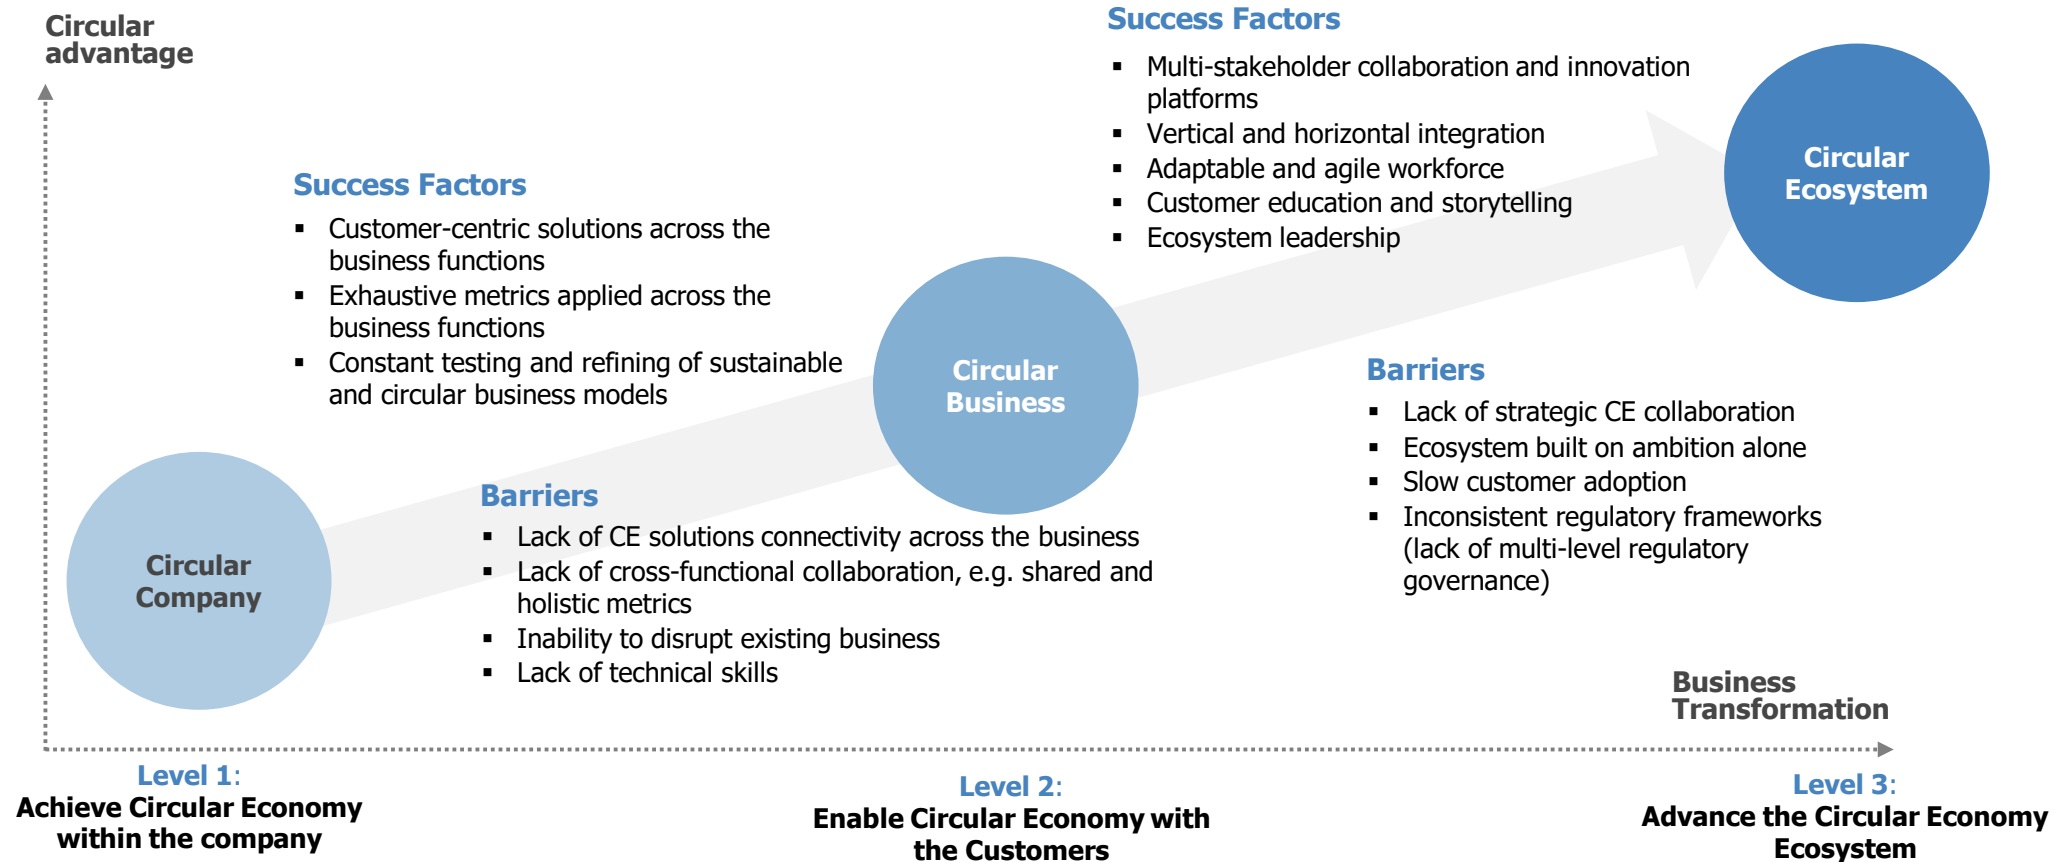 Circular
advantage
Success Factors
▪ Multi-stakeholder collaboration and innovation
platforms
▪ Vertical and horizontal integration
▪ Adaptable and agile workforce
▪ Customer education and storytelling
▪ Ecosystem leadership
Circular
Ecosystem
Success Factors
▪ Customer-centric solutions across the
business functions
▪ Exhaustive metrics applied across the
business functions
▪ Constant testing and refining of sustainable
and circular business models
Circular
Business
Barriers
▪ Lack of strategic CE collaboration
▪ Ecosystem built on ambition alone
▪ Slow customer adoption
▪ Inconsistent regulatory frameworks
(lack of multi-level regulatory
governance)
Circular
Company
Barriers
▪ Lack of CE solutions connectivity across the business
▪ Lack of cross-functional collaboration, e.g. shared and
holistic metrics
▪ Inability to disrupt existing business
▪ Lack of technical skills
Business
Transformation
Level 1:
Achieve Circular Economy
within the company
Level 2:
Enable Circular Economy with
the Customers
Level 3:
Advance the Circular Economy
Ecosystem